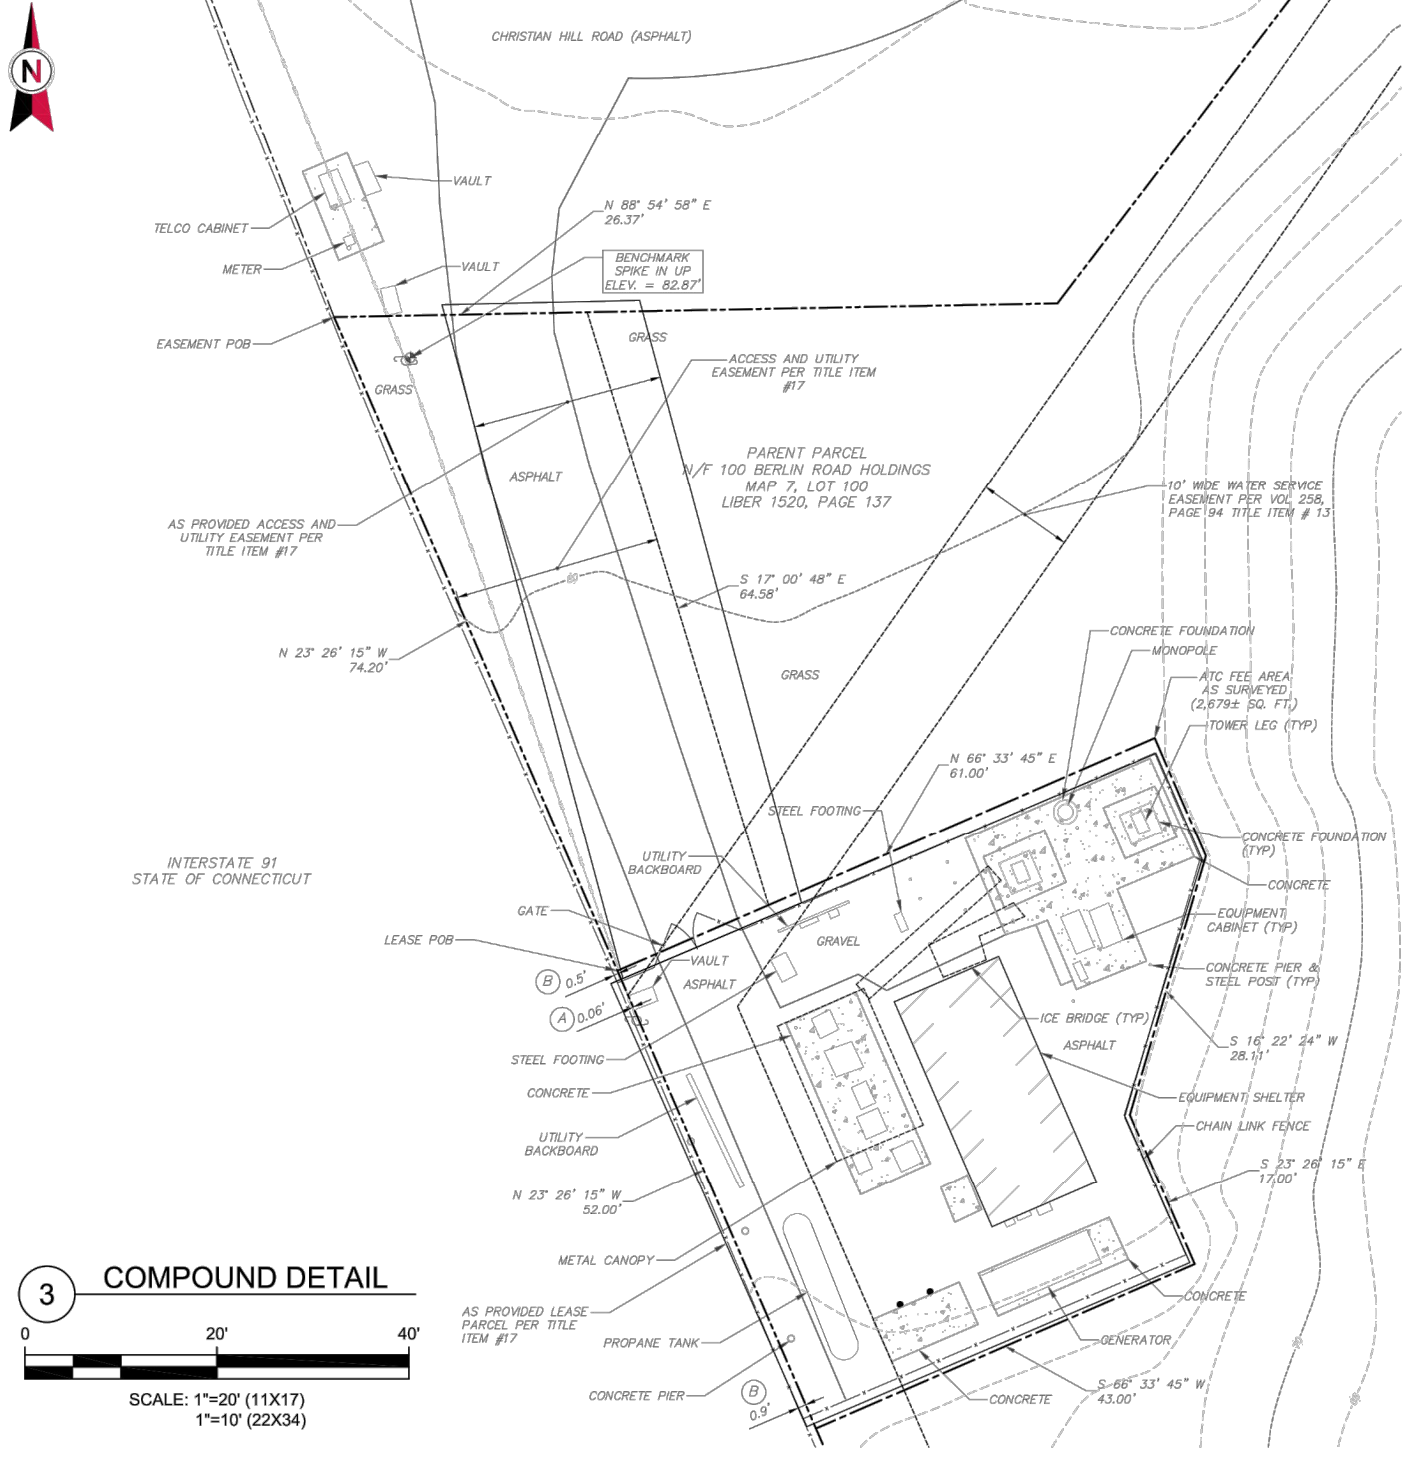 CHRISTIAN HILL ROAD (ASPHALT)
N
VAULT
TELCO CABINET
N 88° 54' 58" E
26.37'
METER
VAULT
BENCHMARK
SPIKE IN UP
ELEV. = 82.87'
EASEMENT POB
GRASS
GRASS
ACCESS AND UTILITY
EASEMENT PER TITLE ITEM
#17
ASPHALT
PARENT PARCEL
N/F 100 BERLIN ROAD HOLDINGS
MAP 7, LOT 100
LIBER 1520, PAGE 137
10' WIDE WATER SERVICE
EASEMENT PER VOL 258,
PAGE 94 TITLE ITEM # 13
AS PROVIDED ACCESS AND
UTILITY EASEMENT PER
TITLE ITEM #17
S 17° 00' 48" E
64.58'
N 23° 26' 15" W
74.20'
GRASS
CONCRETE FOUNDATION
MONOPOLE
ATC FEE AREA
AS SURVEYED
(2,679± SQ. FT.)
TOWER LEG (TYP)
N 66° 33' 45" E
61.00'
STEEL FOOTING
CONCRETE FOUNDATION
(TYP)
INTERSTATE 91
STATE OF CONNECTICUT
UTILITY
BACKBOARD
CONCRETE
GATE
EQUIPMENT
CABINET (TYP)
LEASE POB
GRAVEL
VAULT
ASPHALT
CONCRETE PIER &
STEEL POST (TYP)
B 0.5'
A 0.06'
ICE BRIDGE (TYP)
ASPHALT
S 16° 22' 24" W
28.11'
STEEL FOOTING
CONCRETE
EQUIPMENT SHELTER
CHAIN LINK FENCE
UTILITY
BACKBOARD
S 23° 26' 15" E
17.00'
N 23° 26' 15" W
52.00'
METAL CANOPY
3 COMPOUND DETAIL
CONCRETE
AS PROVIDED LEASE
PARCEL PER TITLE
ITEM #17
PROPANE TANK
GENERATOR
0 20' 40'
CONCRETE PIER
B
0.9'
CONCRETE
S 66° 33' 45" W
43.00'
SCALE: 1"=20' (11X17)
1"=10' (22X34)